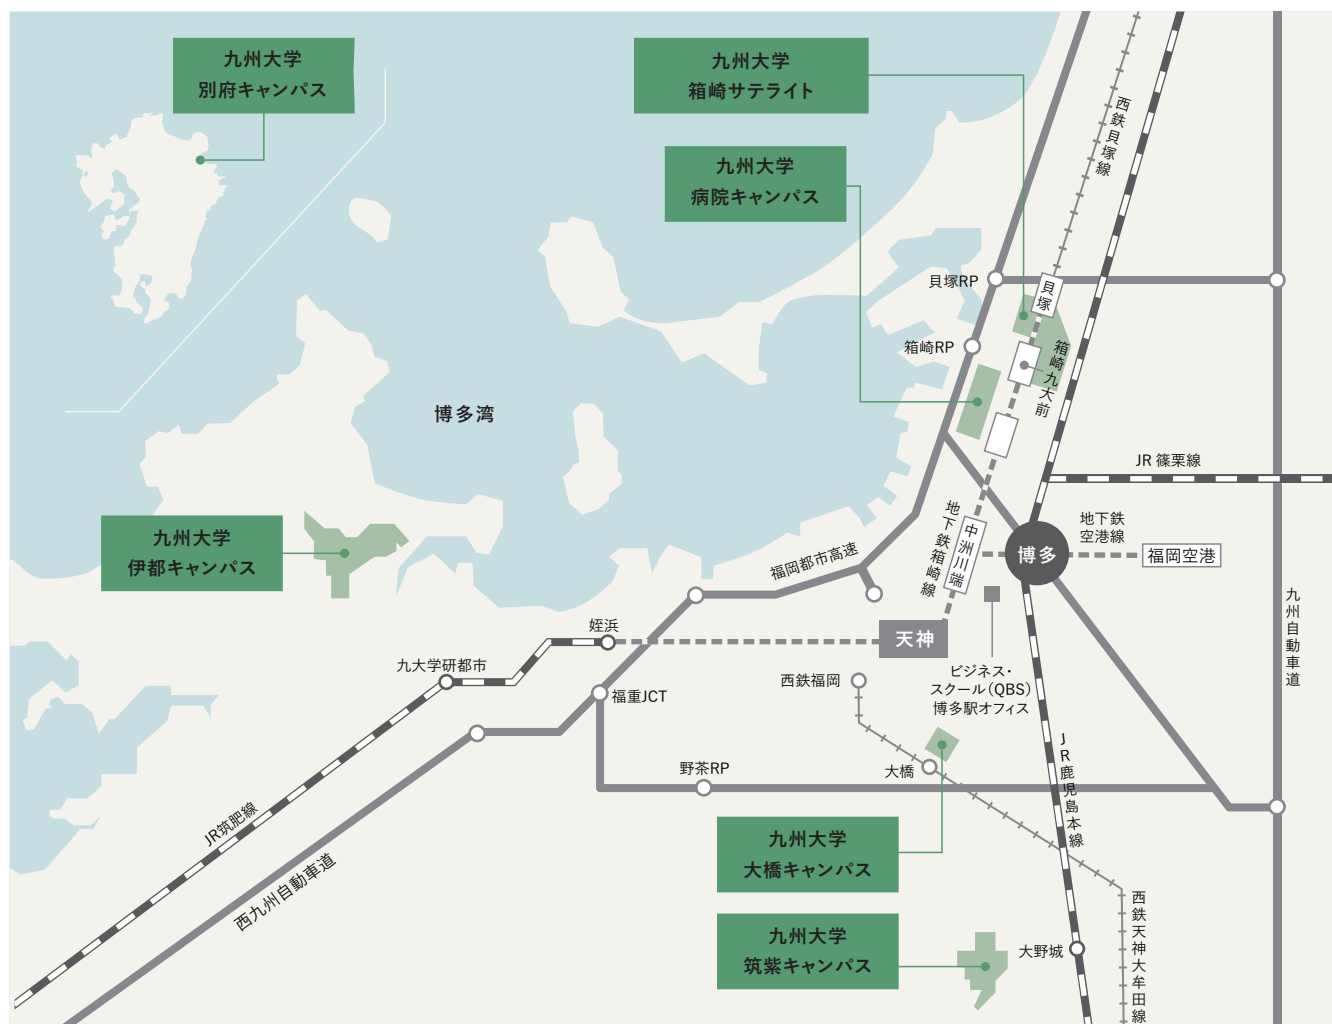 九州大学
別府キャンパス
九州大学
箱崎サテライト
九州大学
病院キャンパス
西鉄貝塚線
貝塚RP
貝塚
箱崎RP
箱崎九大前
博多湾
JR 篠栗線
地下鉄箱崎線
中洲川端
地下鉄
空港線
博多
福岡空港
九州大学
伊都キャンパス
福岡都市高速
九州自動車道
姪浜
天神
九大学研都市
西鉄福岡
ビジネス・
スクール（QBS）
博多駅オフィス
福重JCT
JR鹿児島本線
野茶RP
大橋
JR筑肥線
西九州自動車道
九州大学
大橋キャンパス
九州大学
筑紫キャンパス
大野城
西鉄天神大牟田線